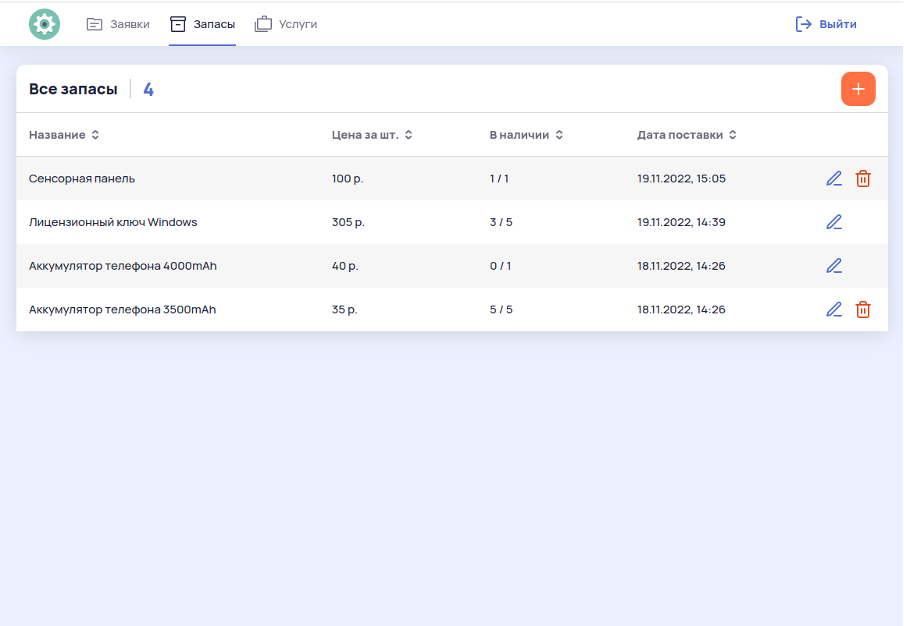 Заявки Запасы Услуги Выйти
Все запасы 4
Название Цена за шт. В наличии Дата поставки
Сенсорная панель 100 р. 1 / 1 19.11.2022, 15:05
Лицензионный ключ Windows 305 р. 3 / 5 19.11.2022, 14:39
Аккумулятор телефона 4000mAh 40 р. 0 / 1 18.11.2022, 14:26
Аккумулятор телефона 3500mAh 35 р. 5 / 5 18.11.2022, 14:26